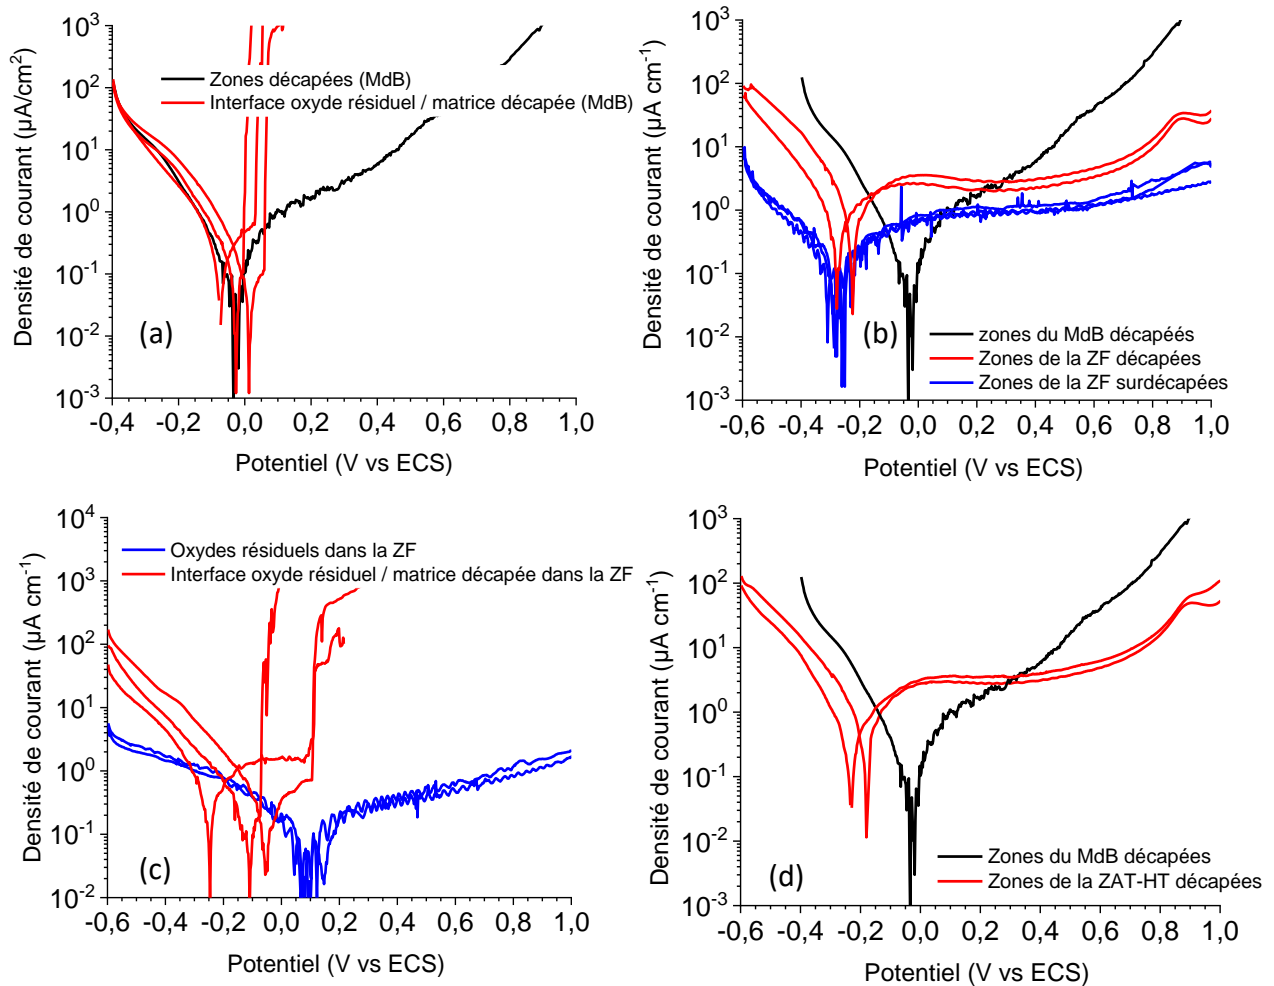 10³
10²
10¹
10⁰
10⁻¹
10⁻²
10⁻³
Densité de courant (µA/cm²)
Zones décapées (MdB)
Interface oxyde résiduel / matrice décapée (MdB)
(a)
-0,4 -0,2 0,0 0,2 0,4 0,6 0,8 1,0
Potentiel (V vs ECS)
10³
10²
10¹
10⁰
10⁻¹
10⁻²
10⁻³
Densité de courant (µA cm⁻¹)
(b)
zones du MdB décapéés
Zones de la ZF décapées
Zones de la ZF surdécapées
-0,6 -0,4 -0,2 0,0 0,2 0,4 0,6 0,8 1,0
Potentiel (V vs ECS)
10⁴
10³
10²
10¹
10⁰
10⁻¹
10⁻²
Densité de courant (µA cm⁻¹)
Oxydes résiduels dans la ZF
Interface oxyde résiduel / matrice décapée dans la ZF
(c)
-0,6 -0,4 -0,2 0,0 0,2 0,4 0,6 0,8 1,0
Potentiel (V vs ECS)
10³
10²
10¹
10⁰
10⁻¹
10⁻²
10⁻³
Densité de courant (µA cm⁻¹)
(d)
Zones du MdB décapées
Zones de la ZAT-HT décapées
-0,6 -0,4 -0,2 0,0 0,2 0,4 0,6 0,8 1,0
Potentiel (V vs ECS)